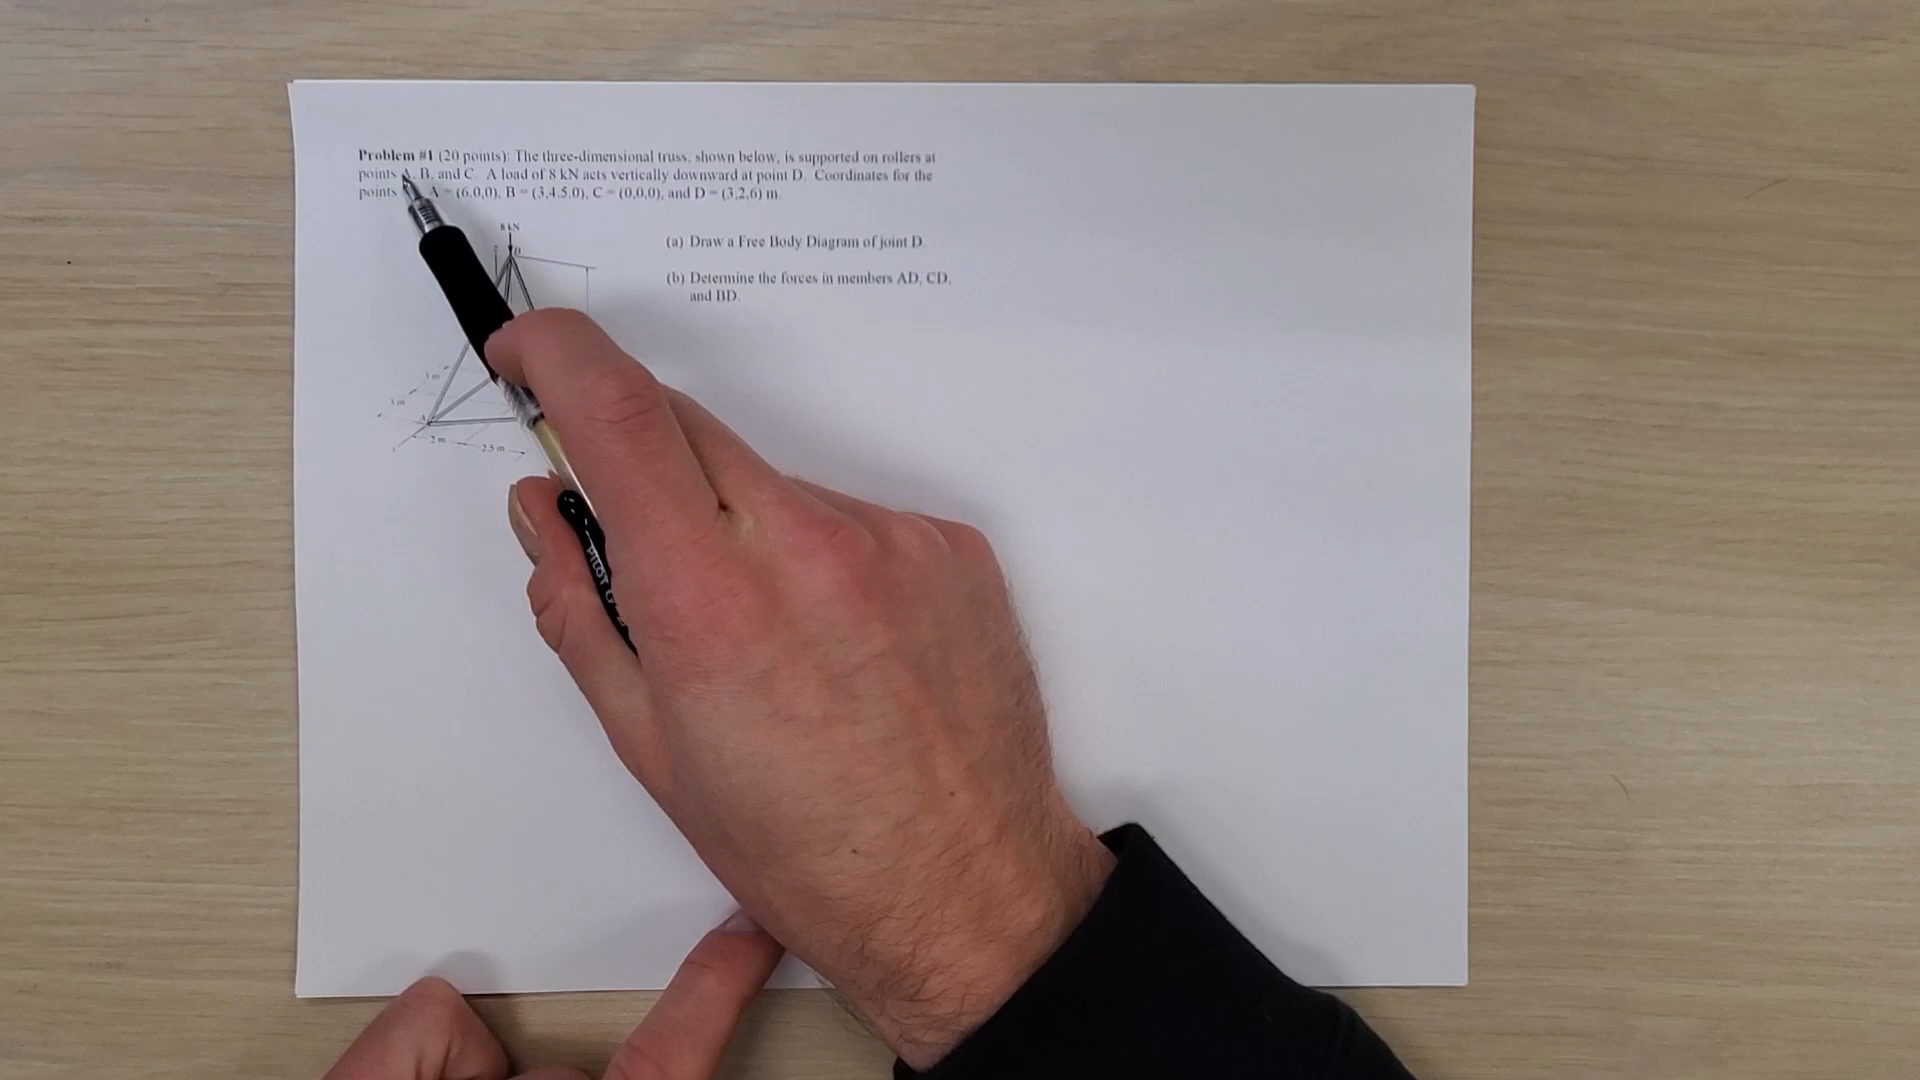 Problem #1 (20 points): The three-dimensional truss, shown below, is supported on rollers at
points A, B, and C. A load of 8 kN acts vertically downward at point D. Coordinates for the
points A = (6,0,0), B = (3,4.5,0), C = (0,0,0), and D = (3,2,6) m.
8 kN
z
D
(a) Draw a Free Body Diagram of joint D.
(b) Determine the forces in members AD, CD,
and BD.
3 m
3 m
A
2 m
2.5 m
PILOT G-2